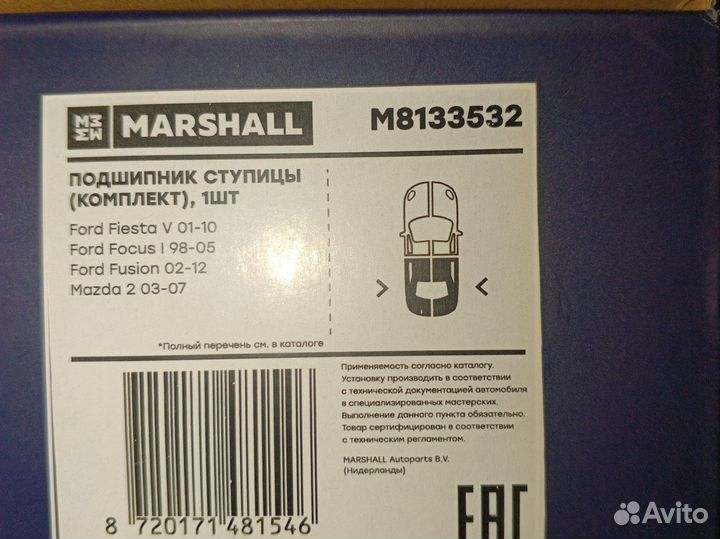 MARSHALL
M8133532
ПОДШИПНИК СТУПИЦЫ
(КОМПЛЕКТ), 1ШТ
Ford Fiesta V 01-10
Ford Focus I 98-05
Ford Fusion 02-12
Mazda 2 03-07
*Полный перечень см. в каталоге
Применяемость согласно каталогу.
Установку производить в соответствии
с технической документацией автомобиля
в специализированных мастерских.
Выполнение данного пункта обязательно.
Товар сертифицирован в соответствии
с техническим регламентом.
MARSHALL Autoparts B.V.
(Нидерланды)
8 720171 481546
EAC
Avito